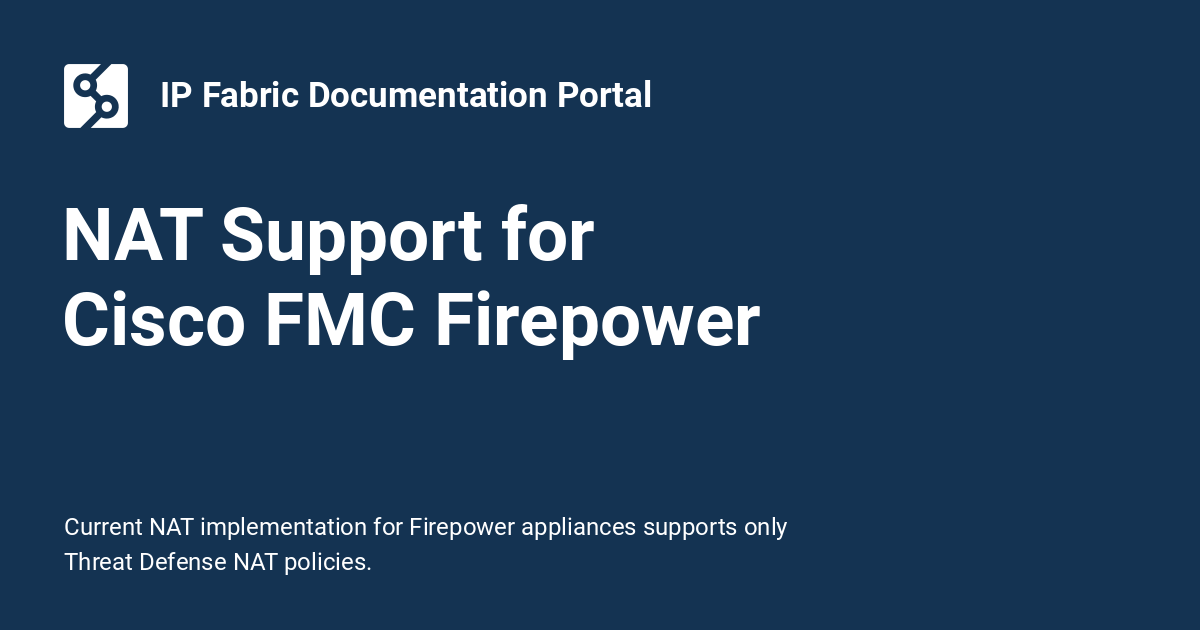 IP Fabric Documentation Portal
NAT Support for
Cisco FMC Firepower
Current NAT implementation for Firepower appliances supports only
Threat Defense NAT policies.